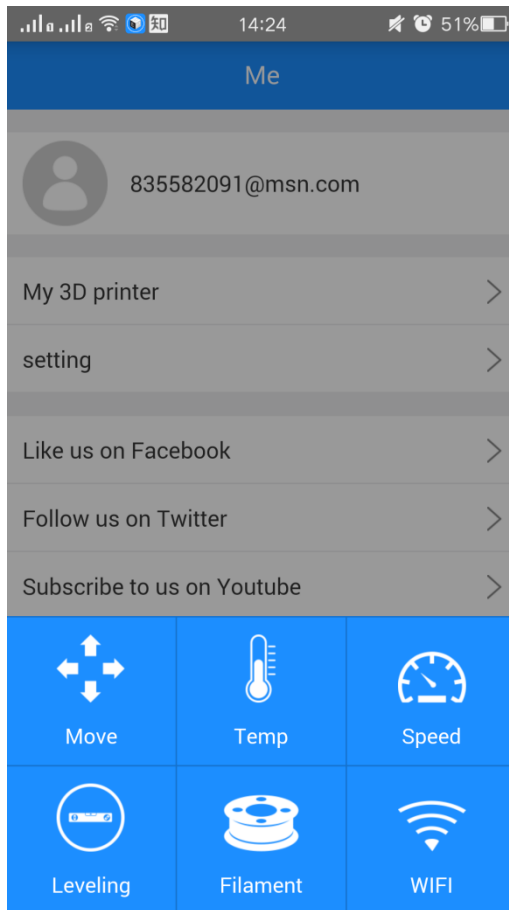 知 14:24 51%
Me
835582091@msn.com
My 3D printer
setting
Like us on Facebook
Follow us on Twitter
Subscribe to us on Youtube
Move Temp Speed
Leveling Filament WIFI